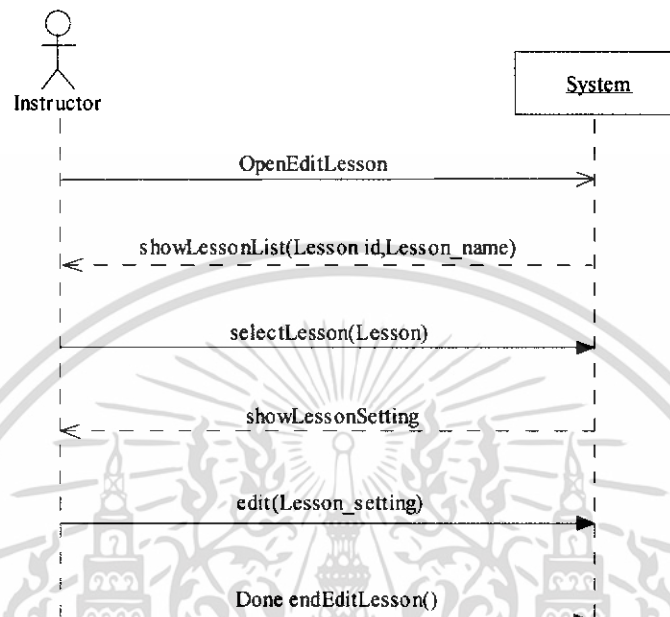 Instructor
System
OpenEditLesson
showLessonList(Lesson id,Lesson_name)
selectLesson(Lesson)
showLessonSetting
edit(Lesson_setting)
Done endEditLesson()